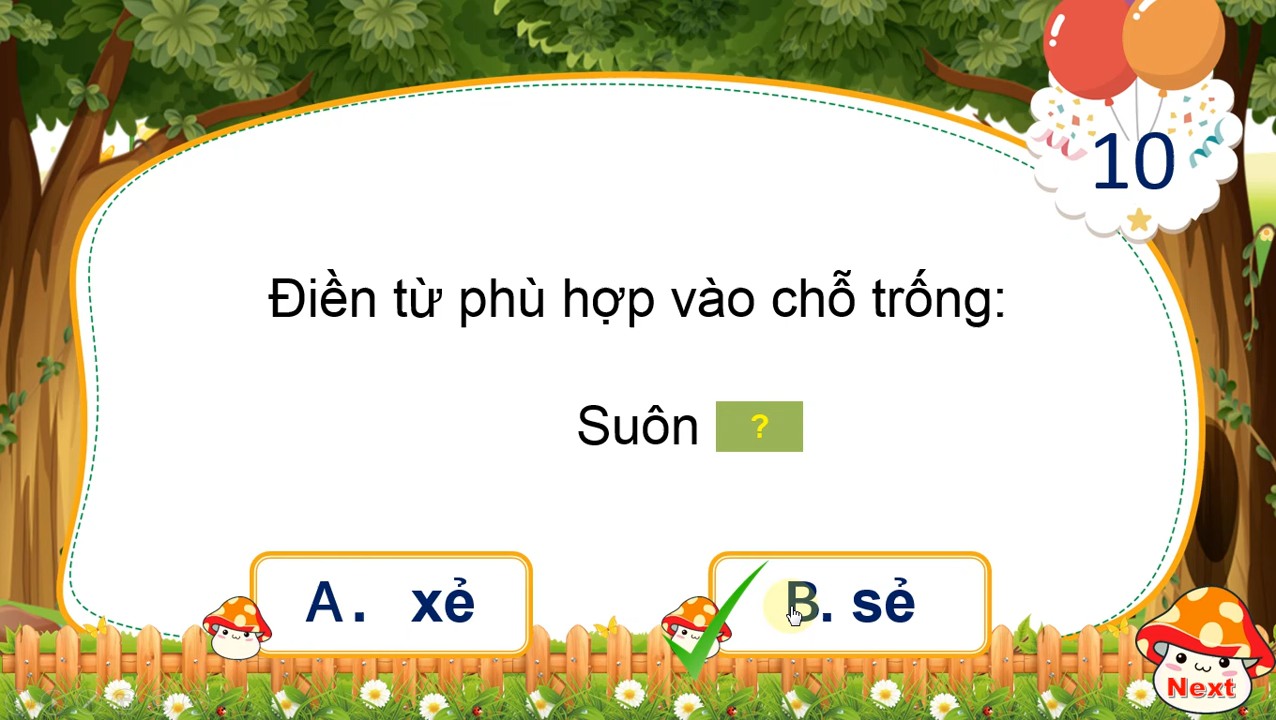 10
Điền từ phù hợp vào chỗ trống:
Suôn ?
A. xẻ
B. sẻ
Next